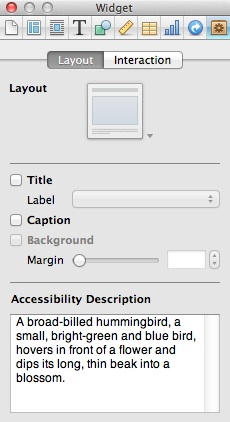 Widget
T
Layout Interaction
Layout
Title
Label
Caption
Background
Margin
Accessibility Description
A broad-billed hummingbird, a
small, bright-green and blue bird,
hovers in front of a flower and
dips its long, thin beak into a
blossom.